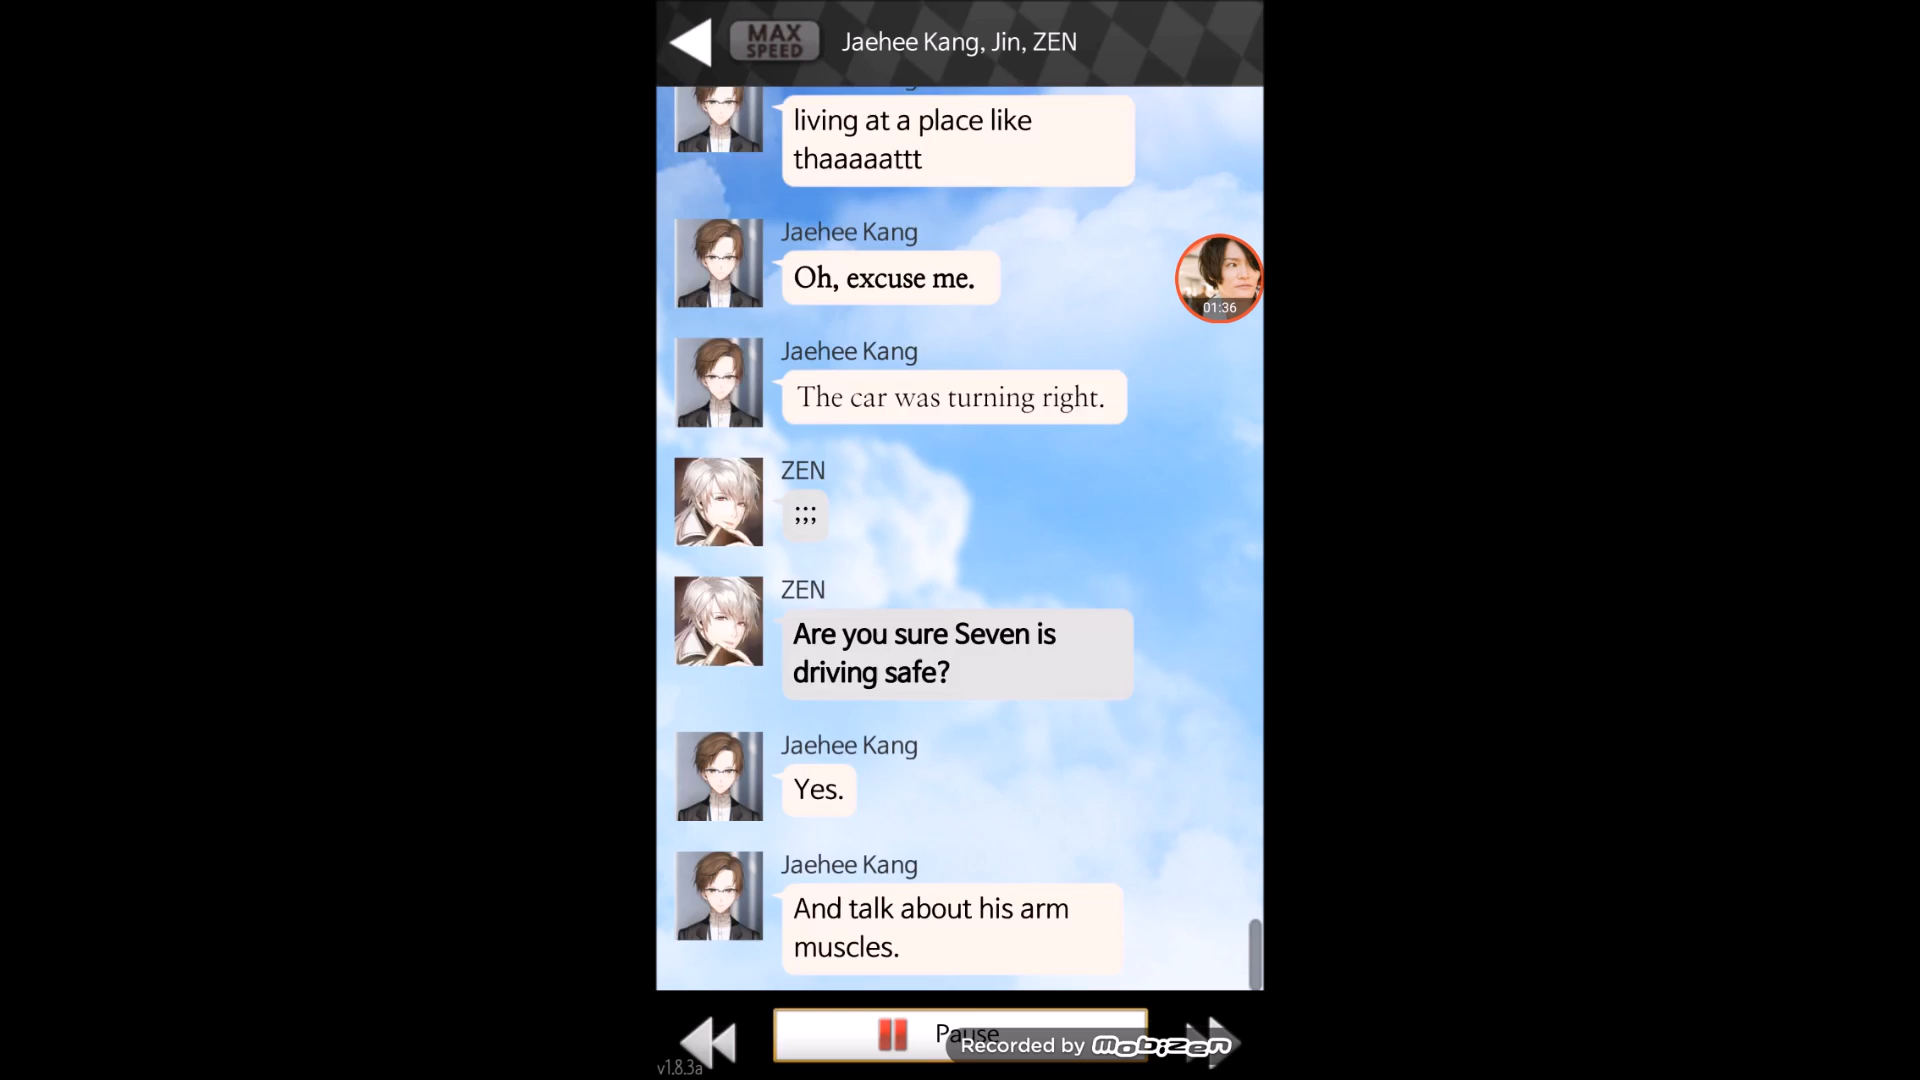 MAX
SPEED
Jaehee Kang, Jin, ZEN
living at a place like
thaaaaattt
Jaehee Kang
Oh, excuse me.
01:36
Jaehee Kang
The car was turning right.
ZEN
;;;
ZEN
Are you sure Seven is
driving safe?
Jaehee Kang
Yes.
Jaehee Kang
And talk about his arm
muscles.
Pause
Recorded by Mobizen
v1.8.3a